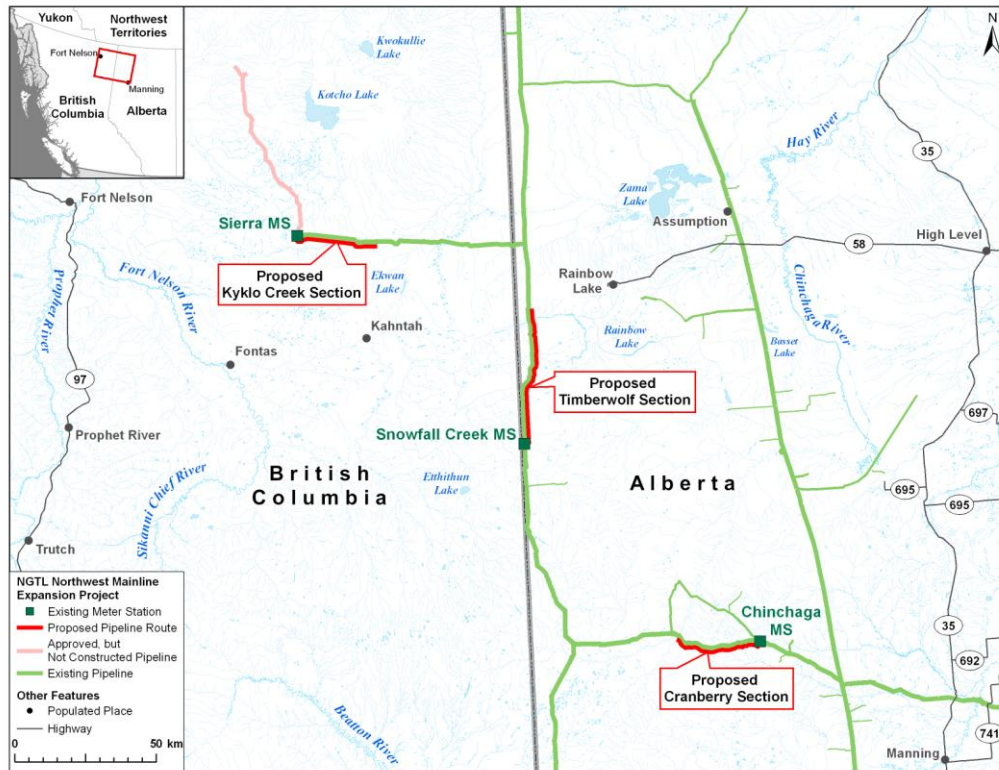 Yukon
Northwest
Territories
Fort Nelson
British
Columbia
Manning
Alberta
N
Kwokullie
Lake
Kotcho Lake
Hay River
35
Zama
Lake
Assumption
Fort Nelson
Sierra MS
58
High Level
Proposed
Kyklo Creek Section
Ekwan
Lake
Rainbow
Lake
Prophet River
Fort Nelson River
Chinchaga River
Kahntah
Rainbow
Lake
Basset
Lake
Fontas
97
Proposed
Timberwolf Section
697
Prophet River
Snowfall Creek MS
British
Columbia
Etthithun
Lake
Alberta
695
695
Sikanni Chief River
Trutch
NGTL Northwest Mainline
Expansion Project
Existing Meter Station
Proposed Pipeline Route
Approved, but
Not Constructed Pipeline
Existing Pipeline
Other Features
Populated Place
Highway
0
50 km
Chinchaga
MS
35
692
Proposed
Cranberry Section
Beatton River
741
Manning